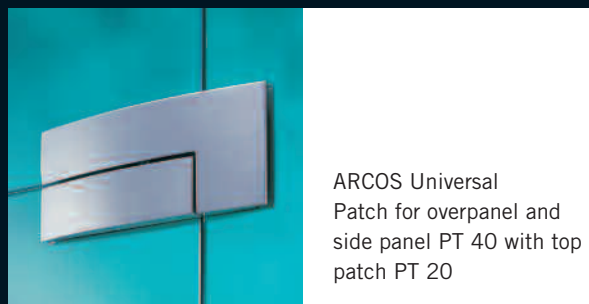 ARCOS Universal
Patch for overpanel and
side panel PT 40 with top
patch PT 20